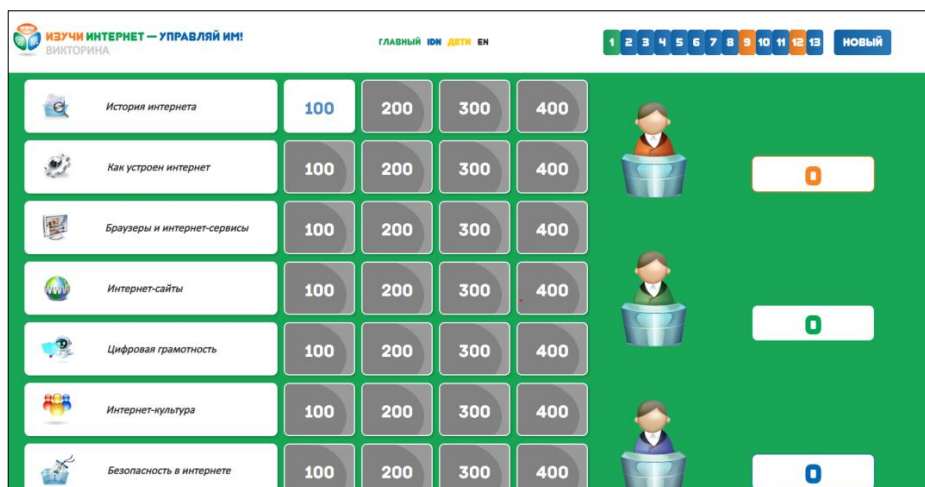 ИЗУЧИ ИНТЕРНЕТ — УПРАВЛЯЙ ИМ!
ВИКТОРИНА
ГЛАВНЫЙ IDN ДЕТИ EN
1 2 3 4 5 6 7 8 9 10 11 12 13 НОВЫЙ
История интернета 100 200 300 400
Как устроен интернет 100 200 300 400
0
Браузеры и интернет-сервисы 100 200 300 400
Интернет-сайты 100 200 300 400
0
Цифровая грамотность 100 200 300 400
Интернет-культура 100 200 300 400
Безопасность в интернете 100 200 300 400
0